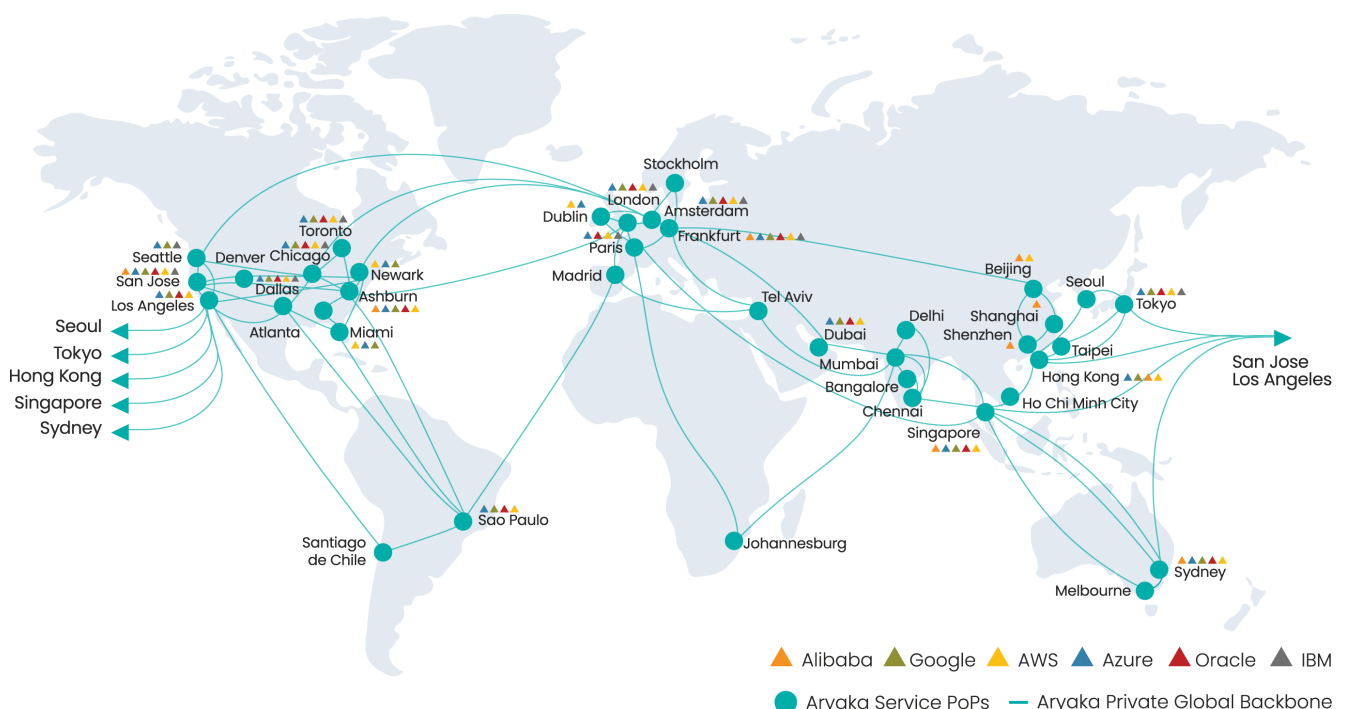 Stockholm
London
Dublin
Amsterdam
Frankfurt
Paris
Madrid
Toronto
Seattle
Denver
Chicago
San Jose
Newark
Dallas
Los Angeles
Ashburn
Atlanta
Miami
Seoul
Tokyo
Hong Kong
Singapore
Sydney
Tel Aviv
Beijing
Seoul
Tokyo
Shanghai
Shenzhen
Taipei
Delhi
Dubai
Mumbai
Bangalore
Chennai
Hong Kong
Ho Chi Minh City
Singapore
San Jose
Los Angeles
Sao Paulo
Santiago
de Chile
Johannesburg
Sydney
Melbourne
Alibaba
Google
AWS
Azure
Oracle
IBM
Aryaka Service PoPs
Aryaka Private Global Backbone